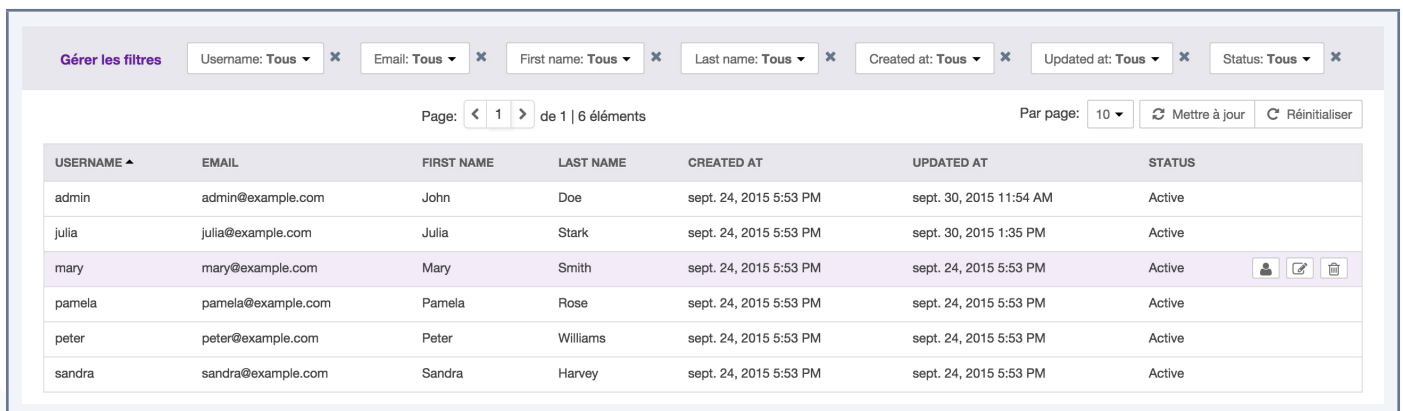 Gérer les filtres Username: Tous Email: Tous First name: Tous Last name: Tous Created at: Tous Updated at: Tous Status: Tous
Page: 1 de 1 | 6 éléments Par page: 10 Mettre à jour Réinitialiser
USERNAME EMAIL FIRST NAME LAST NAME CREATED AT UPDATED AT STATUS
admin admin@example.com John Doe sept. 24, 2015 5:53 PM sept. 30, 2015 11:54 AM Active
julia julia@example.com Julia Stark sept. 24, 2015 5:53 PM sept. 30, 2015 1:35 PM Active
mary mary@example.com Mary Smith sept. 24, 2015 5:53 PM sept. 24, 2015 5:53 PM Active
pamela pamela@example.com Pamela Rose sept. 24, 2015 5:53 PM sept. 24, 2015 5:53 PM Active
peter peter@example.com Peter Williams sept. 24, 2015 5:53 PM sept. 24, 2015 5:53 PM Active
sandra sandra@example.com Sandra Harvey sept. 24, 2015 5:53 PM sept. 24, 2015 5:53 PM Active